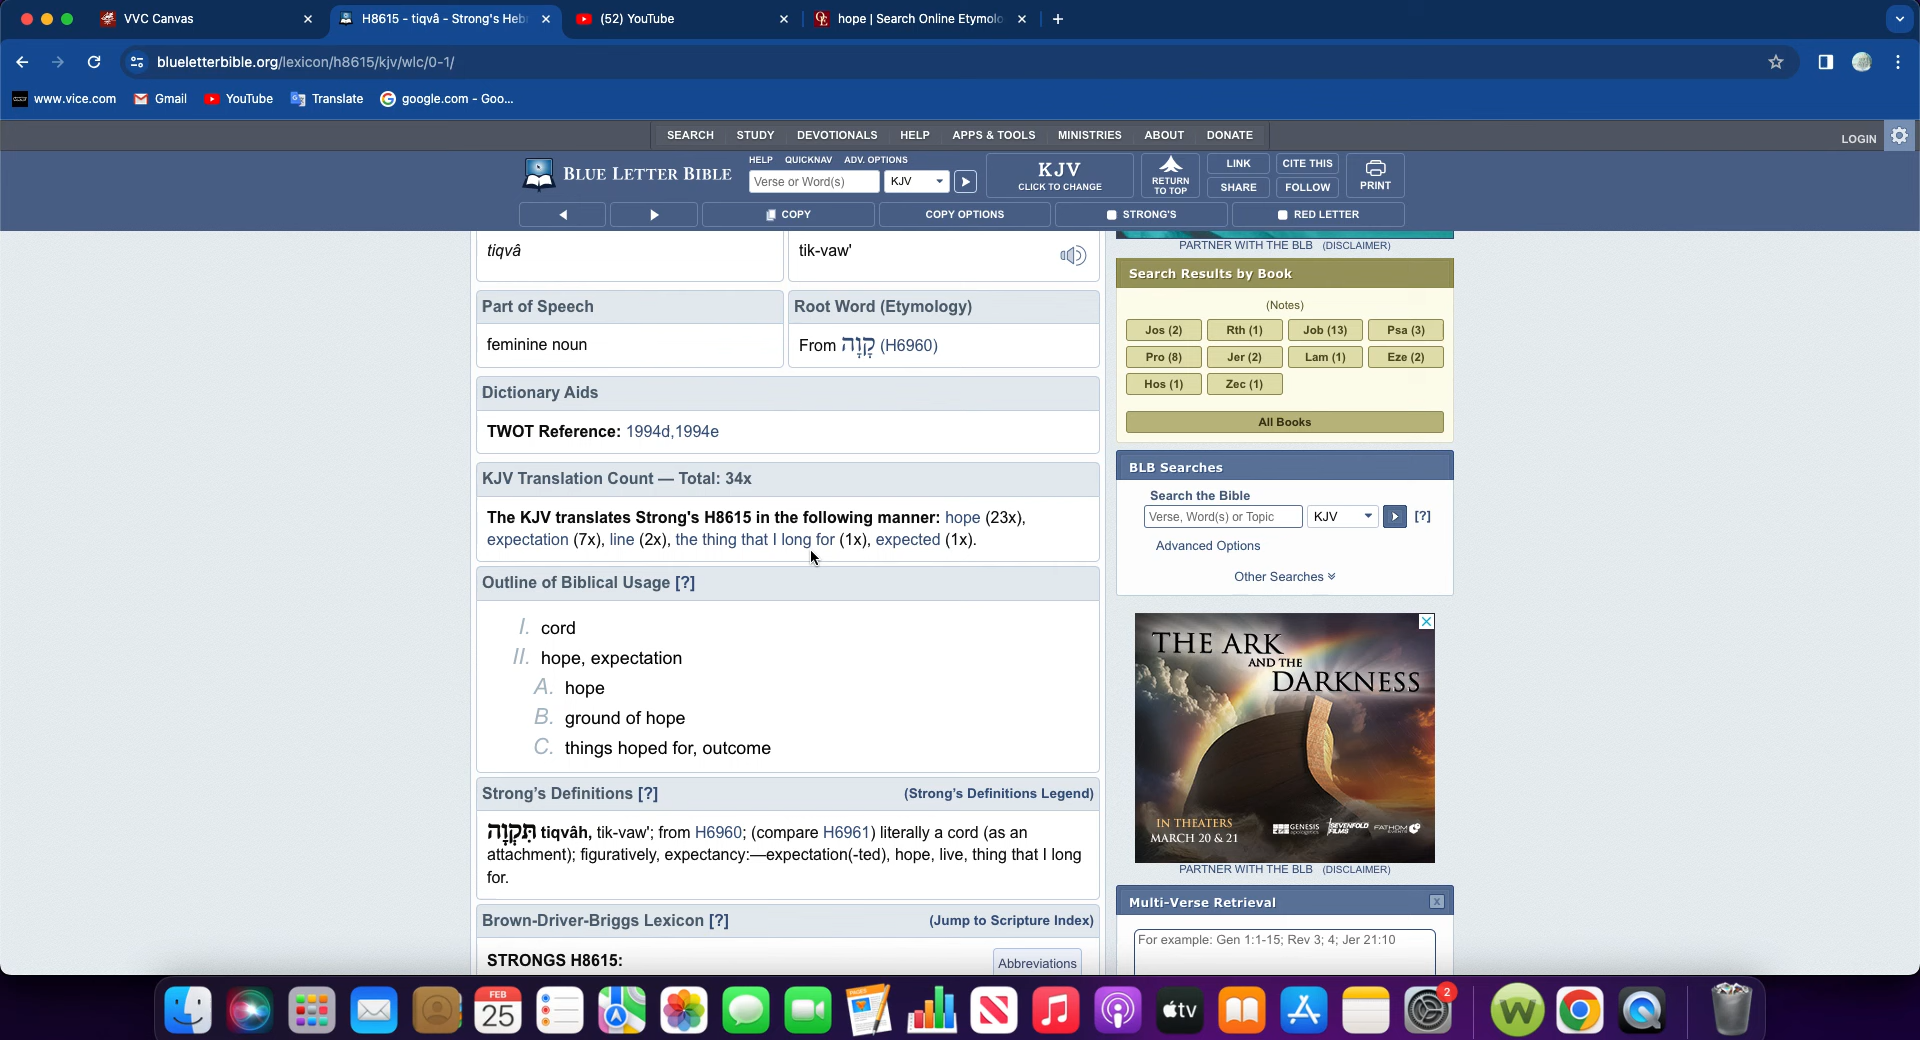 VVC Canvas
H8615 - tiqvâ - Strong's Heb
(52) YouTube
hope | Search Online Etymolo
blueletterbible.org/lexicon/h8615/kjv/wlc/0-1/
www.vice.com
Gmail
YouTube
Translate
google.com - Goo...
SEARCH STUDY DEVOTIONALS HELP APPS & TOOLS MINISTRIES ABOUT DONATE
LOGIN
BLUE LETTER BIBLE
HELP QUICKNAV ADV. OPTIONS
Verse or Word(s)
KJV
KJV
CLICK TO CHANGE
RETURN
TO TOP
LINK
CITE THIS
SHARE
FOLLOW
PRINT
COPY
COPY OPTIONS
STRONG'S
RED LETTER
tiqvâ
tik-vaw'
Part of Speech
Root Word (Etymology)
feminine noun
From קָוָה (H6960)
Dictionary Aids
TWOT Reference: 1994d,1994e
KJV Translation Count — Total: 34x
The KJV translates Strong's H8615 in the following manner: hope (23x),
expectation (7x), line (2x), the thing that I long for (1x), expected (1x).
Outline of Biblical Usage [?]
I. cord
II. hope, expectation
A. hope
B. ground of hope
C. things hoped for, outcome
Strong's Definitions [?]
(Strong's Definitions Legend)
תִּקְוָה tiqvâh, tik-vaw'; from H6960; (compare H6961) literally a cord (as an
attachment); figuratively, expectancy:—expectation(-ted), hope, live, thing that I long
for.
Brown-Driver-Briggs Lexicon [?]
(Jump to Scripture Index)
STRONGS H8615:
Abbreviations
PARTNER WITH THE BLB (DISCLAIMER)
Search Results by Book
(Notes)
Jos (2) Rth (1) Job (13) Psa (3)
Pro (8) Jer (2) Lam (1) Eze (2)
Hos (1) Zec (1)
All Books
BLB Searches
Search the Bible
Verse, Word(s) or Topic
KJV
[?]
Advanced Options
Other Searches
THE ARK
AND THE
DARKNESS
IN THEATERS
MARCH 20 & 21
GENESIS
SEVENFOLD
FILMS
FATHOM
PARTNER WITH THE BLB (DISCLAIMER)
Multi-Verse Retrieval
x
For example: Gen 1:1-15; Rev 3; 4; Jer 21:10
FEB
25
PAGES
tv
2